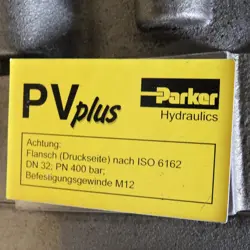 PVplus
Parker
Hydraulics
Achtung:
Flansch (Druckseite) nach ISO 6162
DN 32; PN 400 bar;
Befestigungsgewinde M12